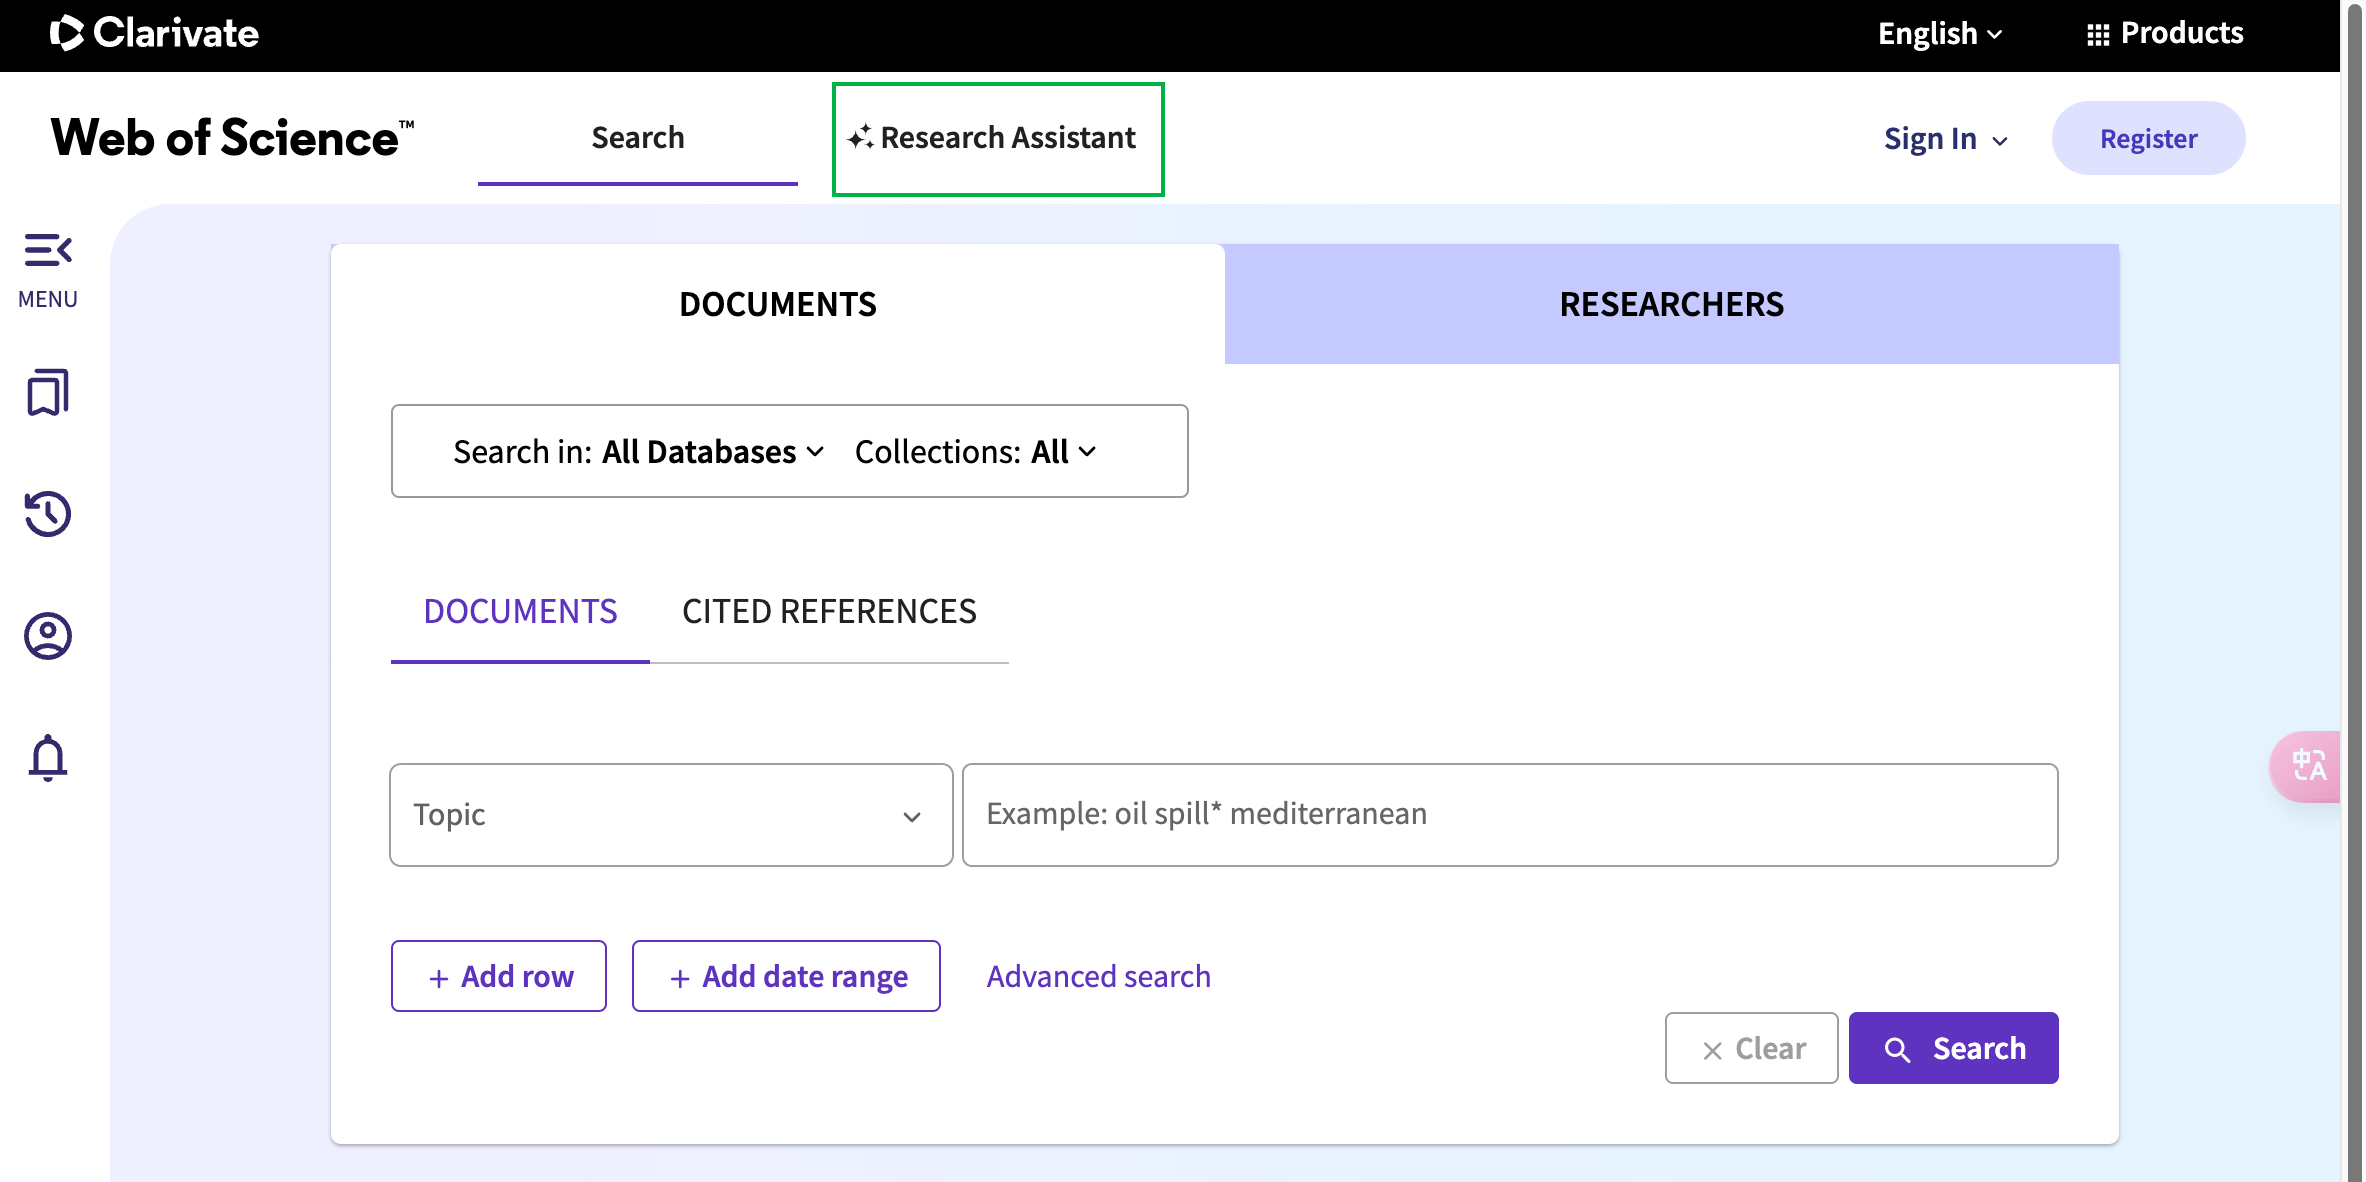 Clarivate
English
Products
Web of Science™
Search
Research Assistant
Sign In
Register
MENU
DOCUMENTS
RESEARCHERS
Search in: All Databases
Collections: All
DOCUMENTS
CITED REFERENCES
Topic
Example: oil spill* mediterranean
+ Add row
+ Add date range
Advanced search
× Clear
Search
中A